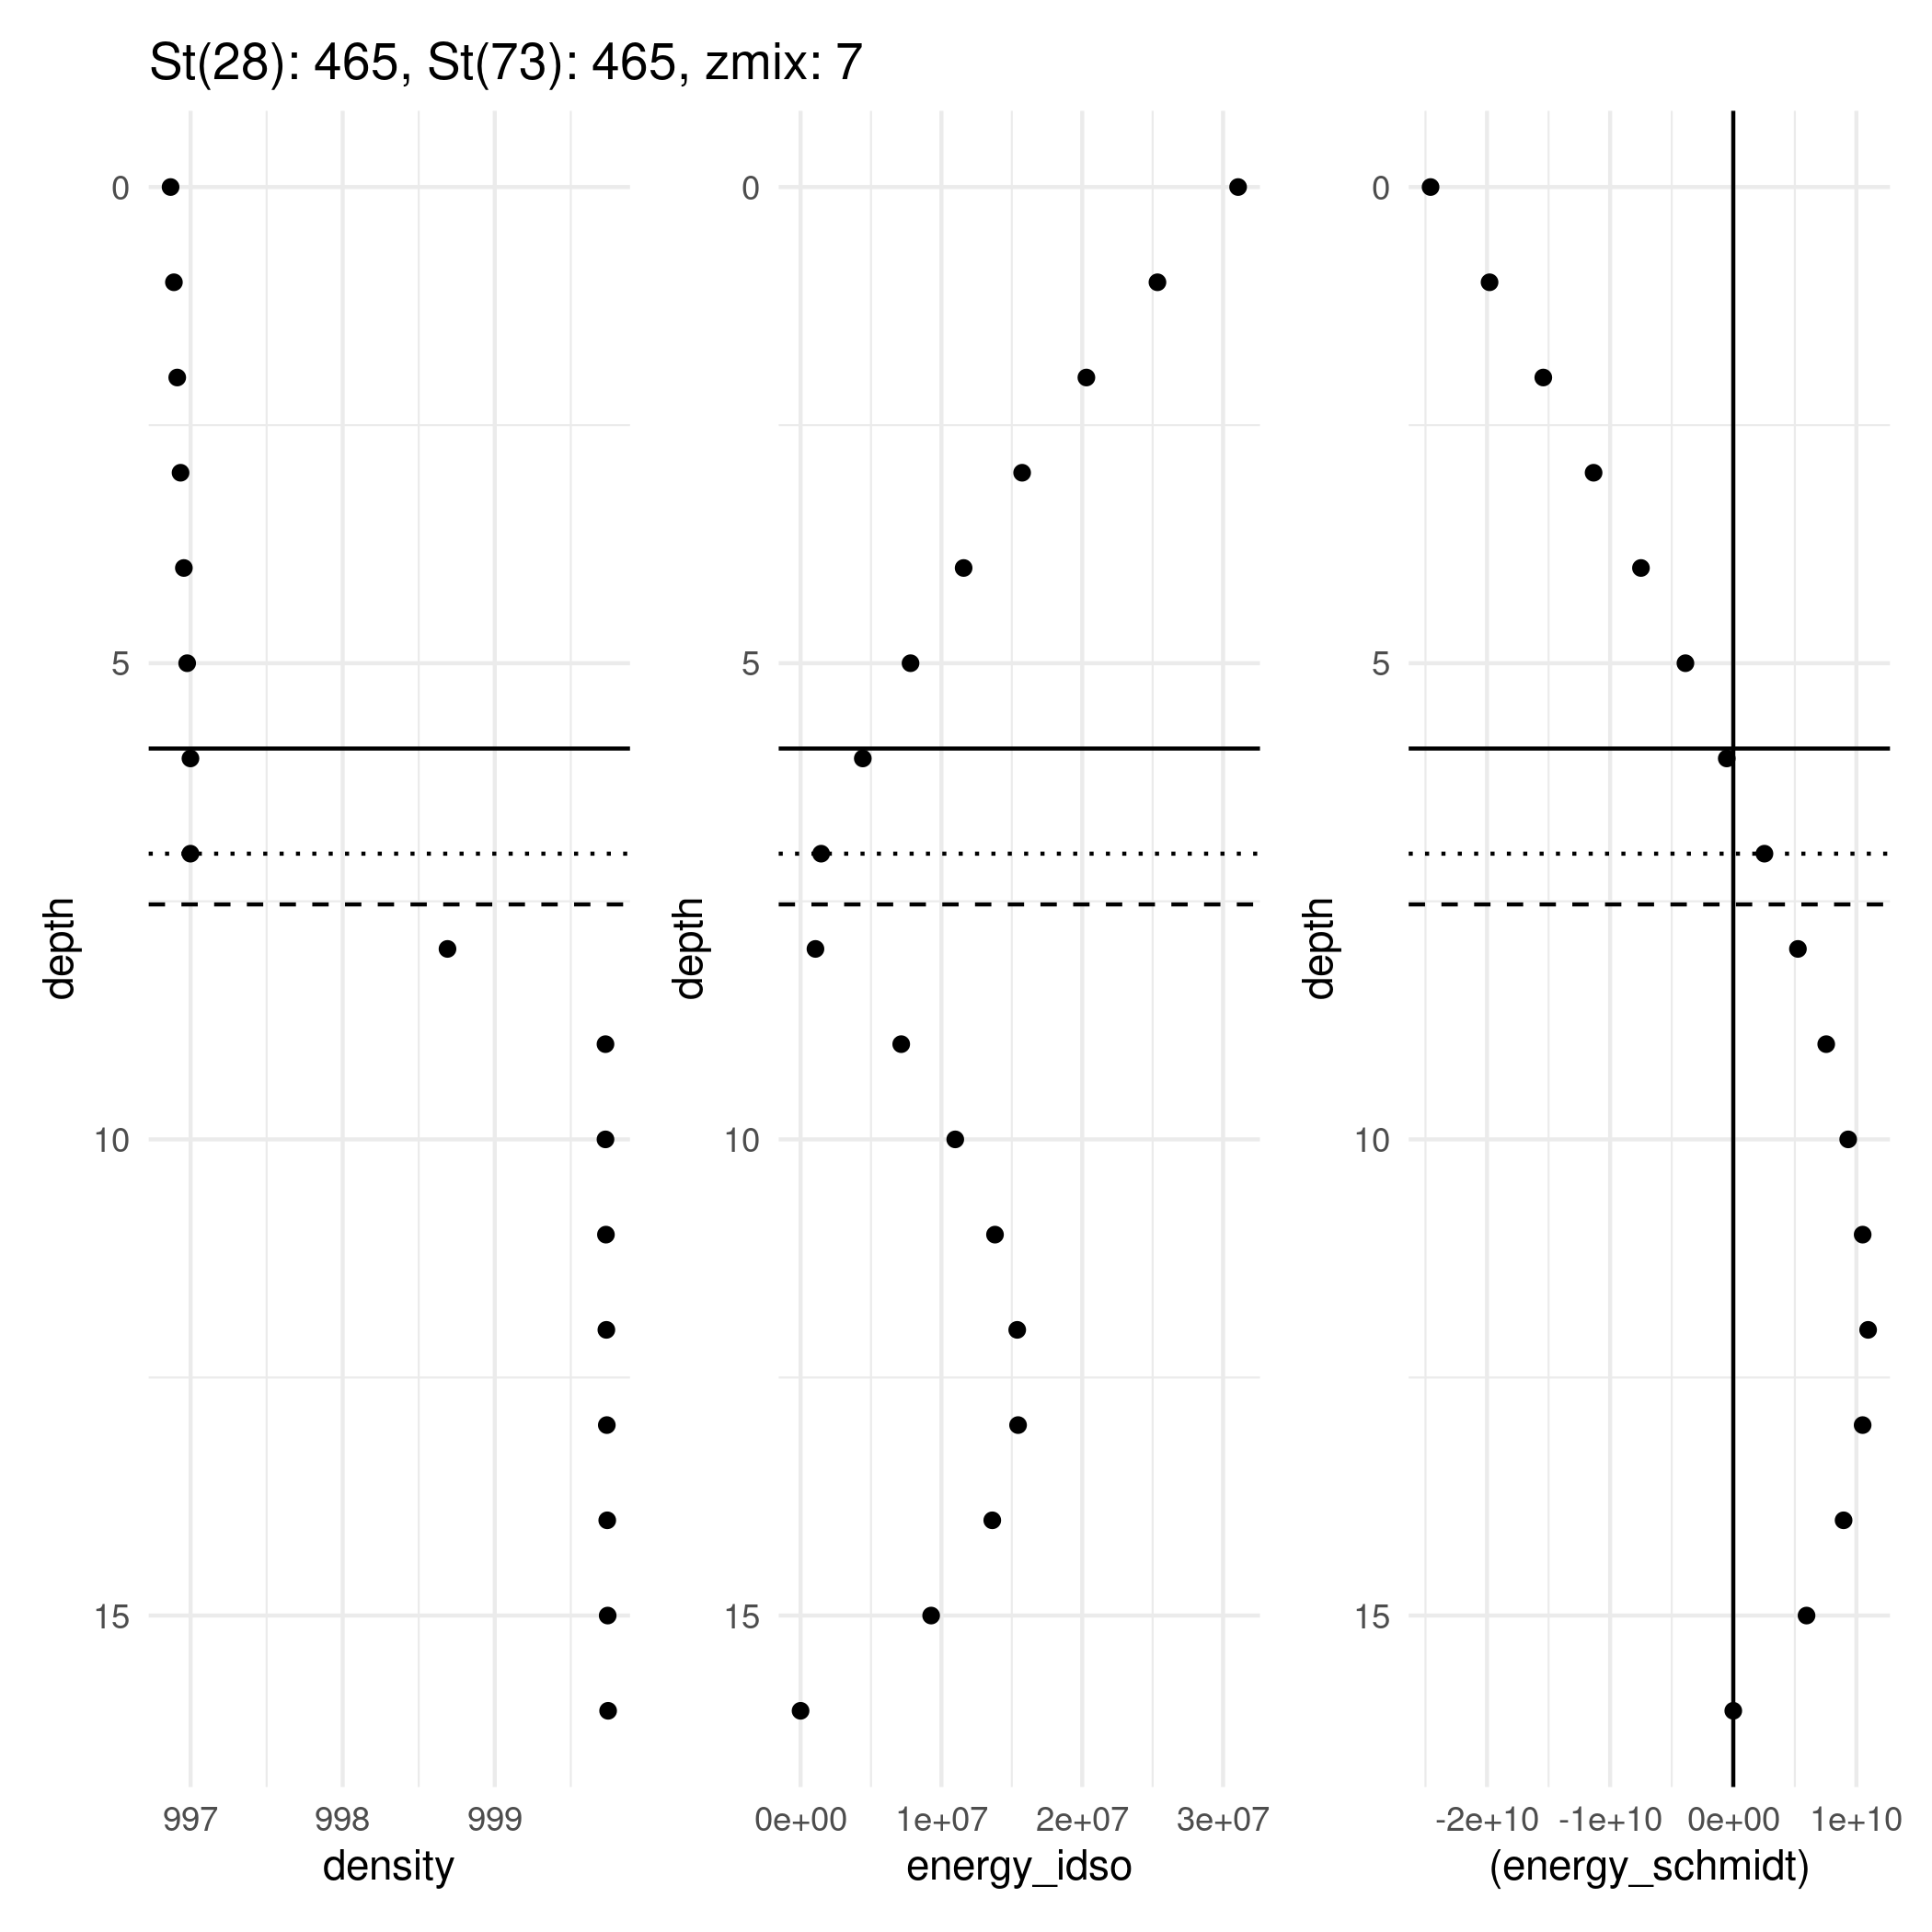 St(28): 465, St(73): 465, zmix: 7
depth
0
5
10
15
997 998 999
density
depth
0
5
10
15
0e+00 1e+07 2e+07 3e+07
energy_idso
depth
0
5
10
15
-2e+10 -1e+10 0e+00 1e+10
(energy_schmidt)